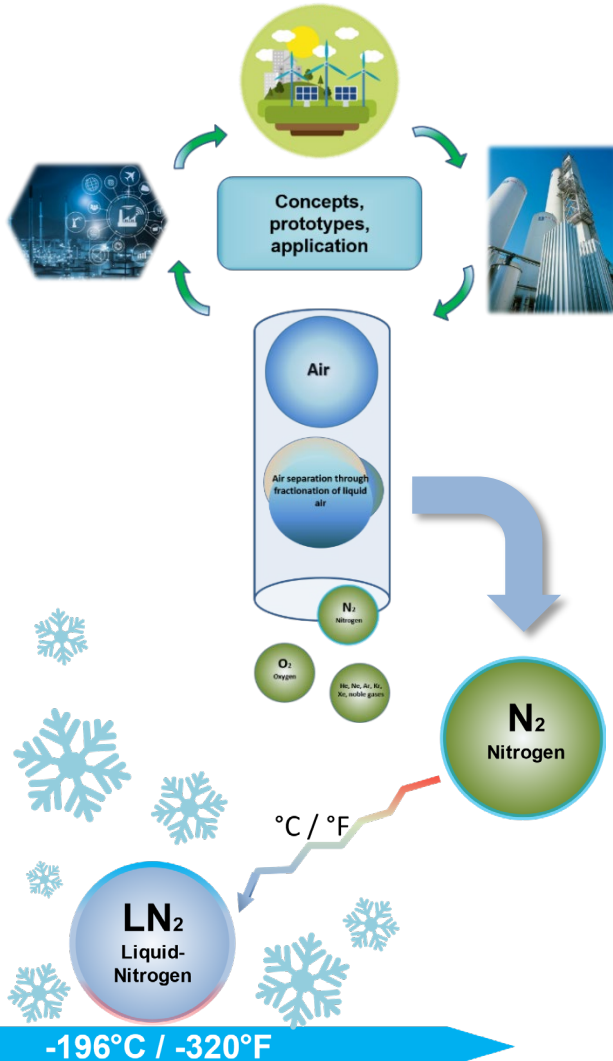 Concepts,
prototypes,
application
Air
Air separation through
fractionation of liquid
air
N₂
Nitrogen
O₂
Oxygen
He, Ne, Ar, Kr,
Xe, noble gases
N₂
Nitrogen
°C / °F
LN₂
Liquid-
Nitrogen
-196°C / -320°F